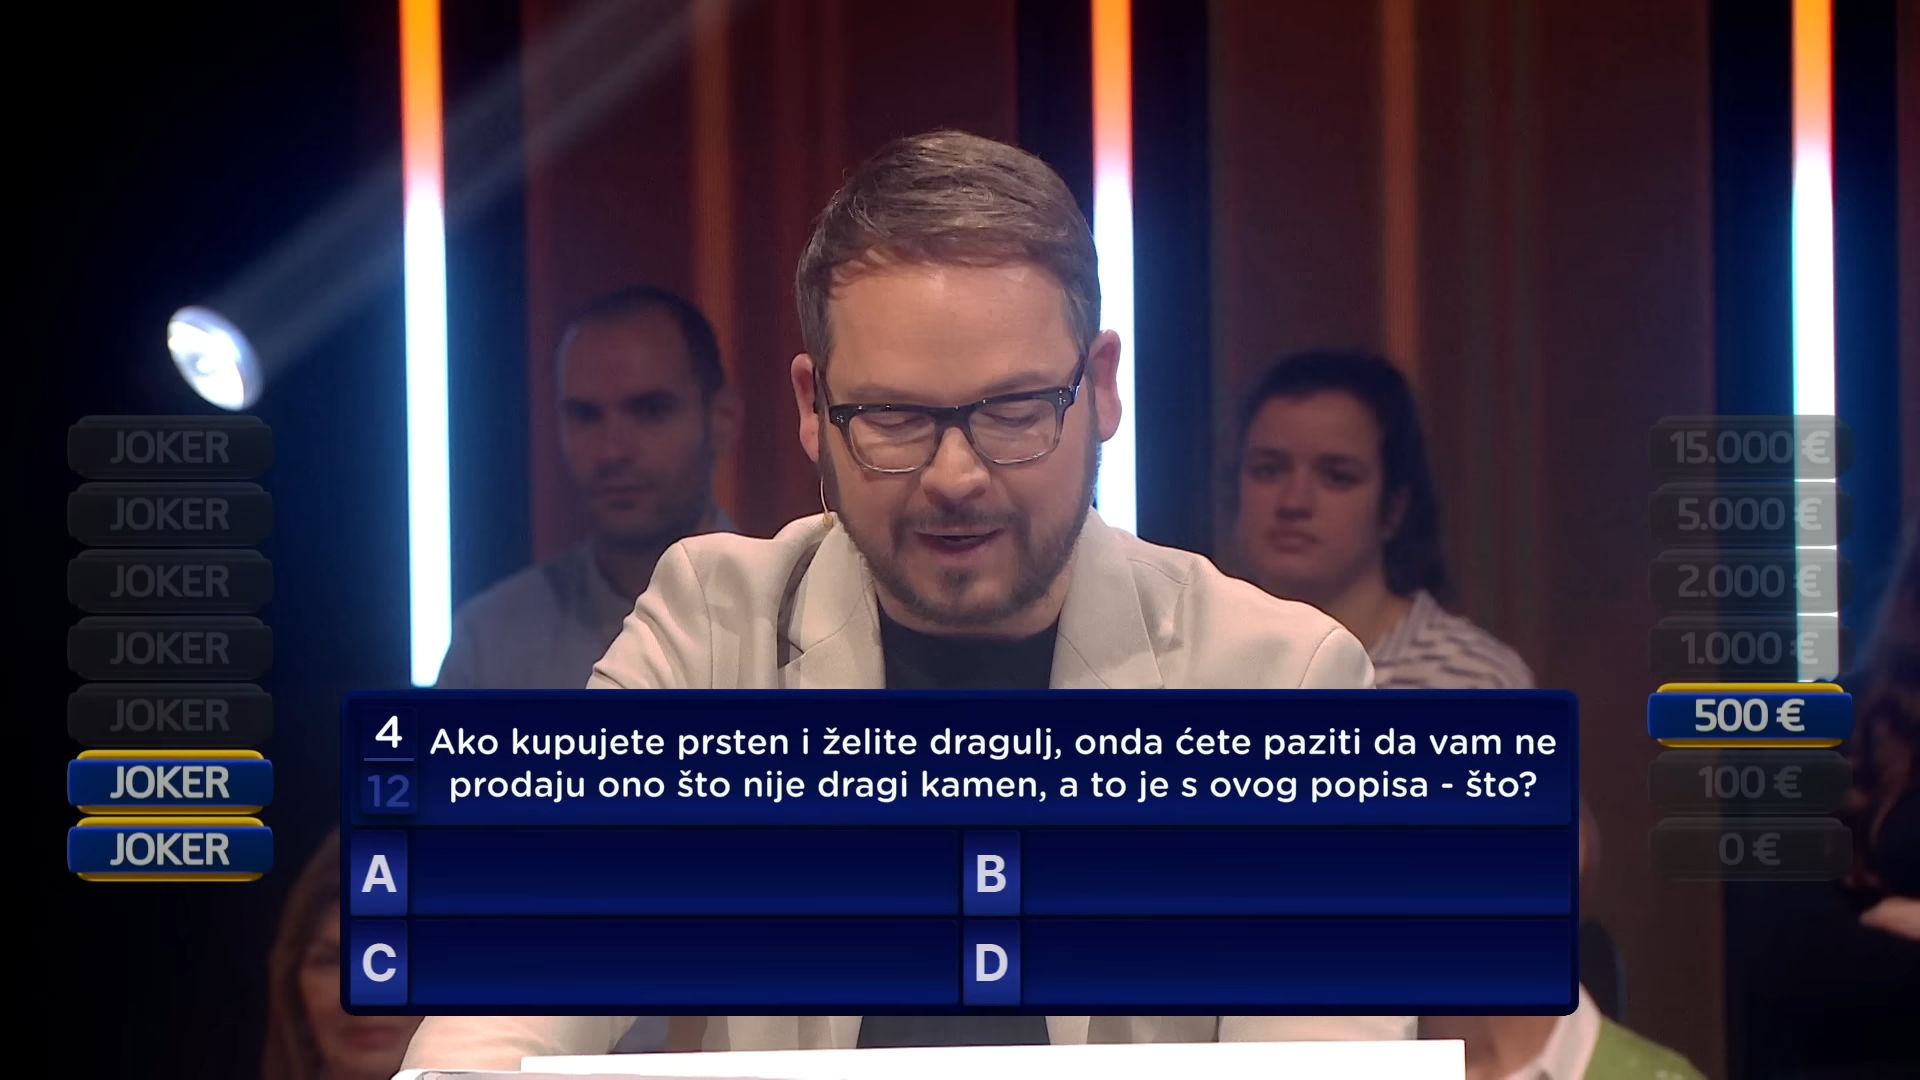 JOKER
JOKER
JOKER
JOKER
JOKER
JOKER
JOKER
15.000 €
5.000 €
2.000 €
1.000 €
500 €
100 €
0 €
4
12
Ako kupujete prsten i želite dragulj, onda ćete paziti da vam ne
prodaju ono što nije dragi kamen, a to je s ovog popisa - što?
A
B
C
D